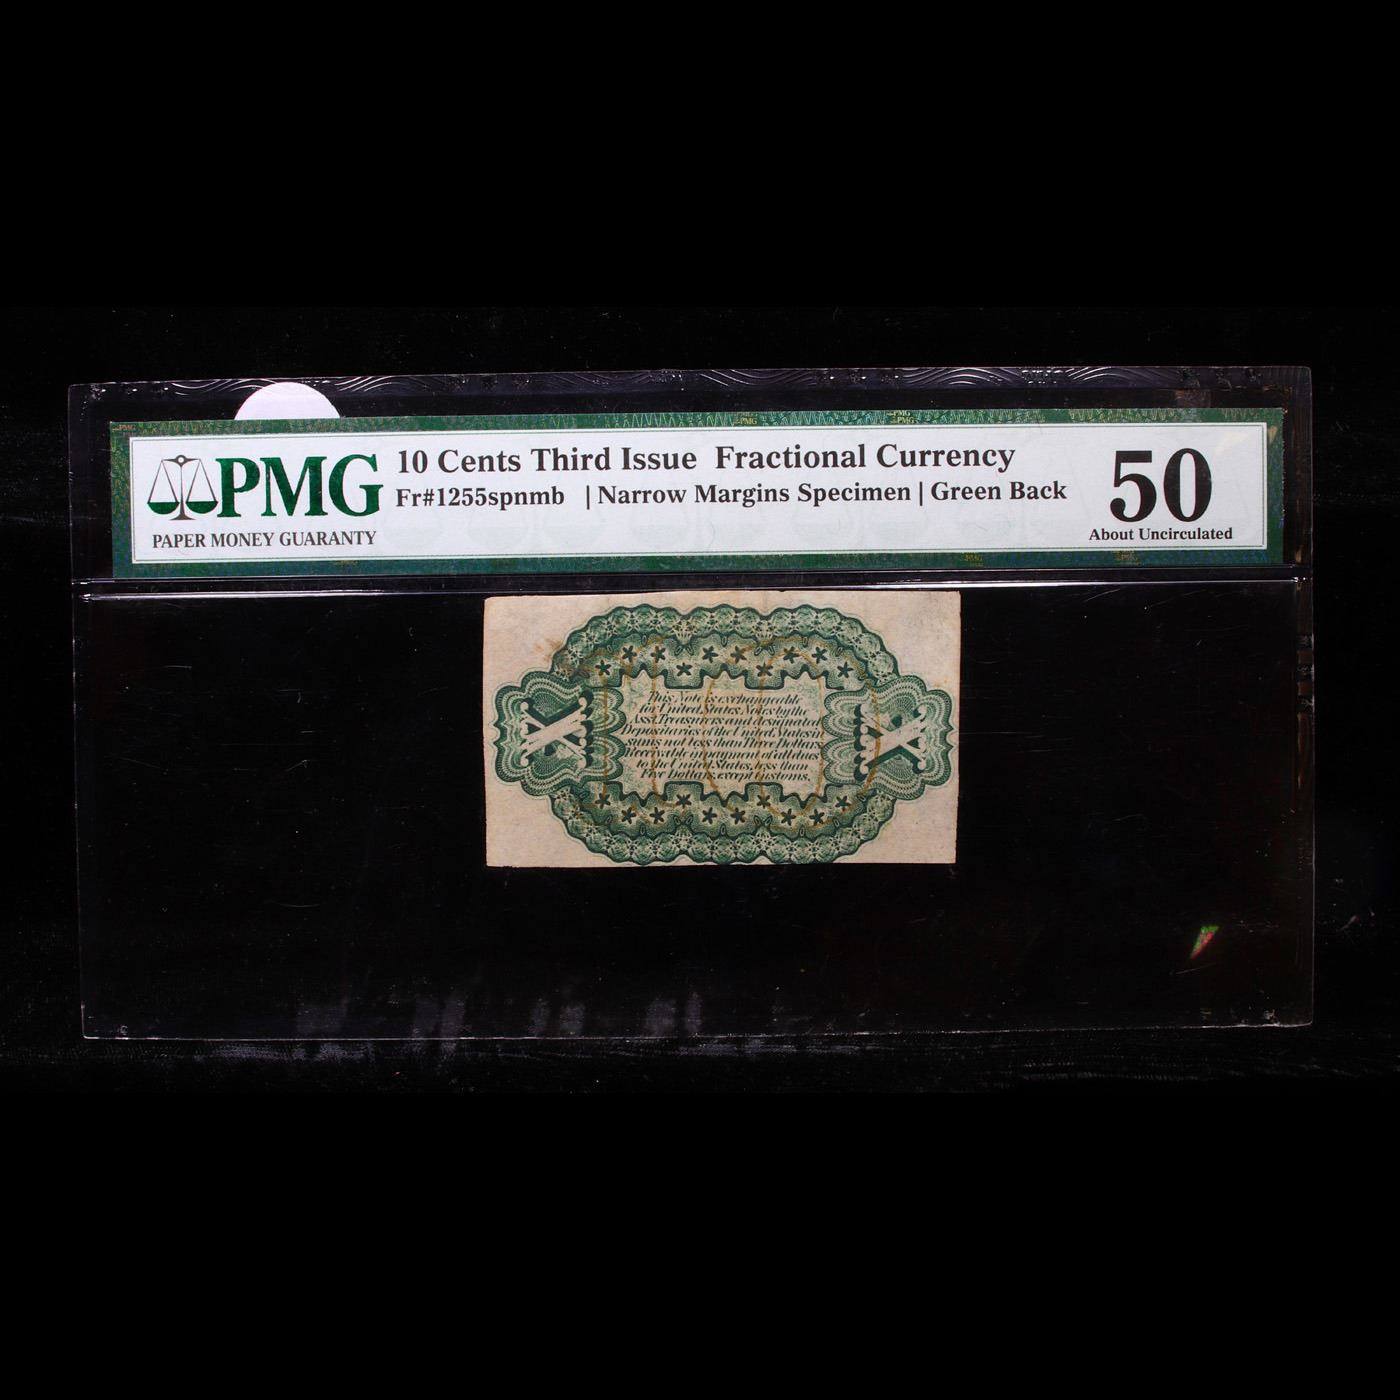 PMG
PAPER MONEY GUARANTY
10 Cents Third Issue Fractional Currency
Fr#1255spnmb | Narrow Margins Specimen | Green Back
50
About Uncirculated
X
X
This Note is exchangeable
for United States Notes by the
Asst. Treasurers and designated
Depositaries of the United States in
sums not less than Three Dollars.
Receivable in payment of all dues
to the United States, less than
Five Dollars, except customs.